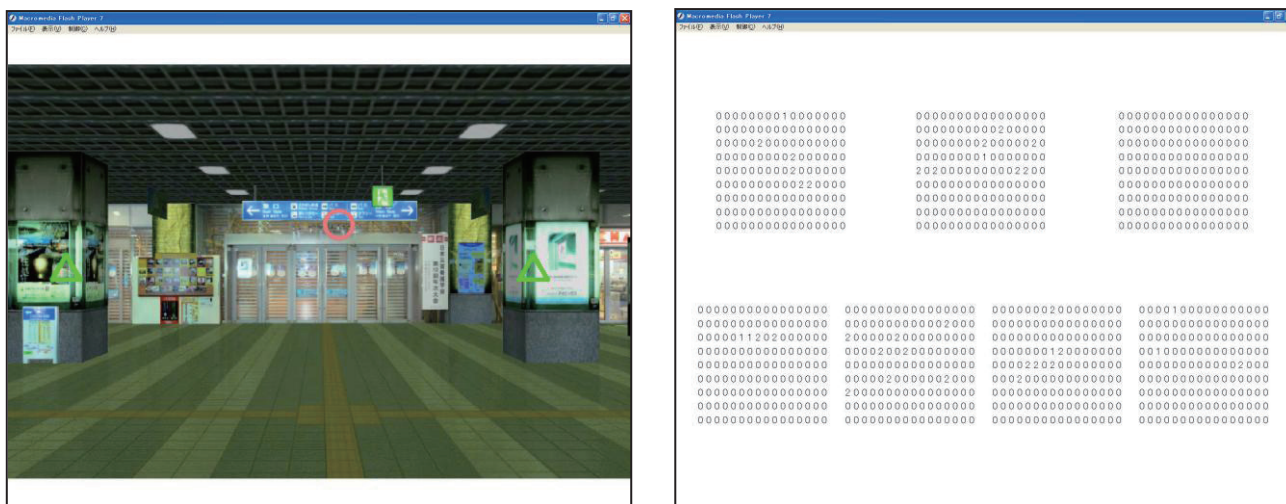 Macromedia Flash Player 7
ファイル(F) 表示(V) 制御(C) ヘルプ(H)
Macromedia Flash Player 7
ファイル(F) 表示(V) 制御(C) ヘルプ(H)
0000000010000000 0000000000000000 0000000000000000
0000000000000000 0000000000200000 0000000000000000
0000020000000000 0000000020000020 0000000000000000
0000000002000000 0000000010000000 0000000000000000
0000000002000000 2020000000002200 0000000000000000
0000000000220000 0000000000000000 0000000000000000
0000000000000000 0000000000000000 0000000000000000
0000000000000000 0000000000000000 0000000000000000
0000000000000000 0000000000000000 0000000000000000
0000000000000000 0000000000000000 0000000200000000 0000100000000000
0000000000000000 0000000000002000 0000000000000000 0000000000000000
0000011202000000 2000002000000000 0000000000000000 0000000000000000
0000000000000000 0000200200000000 0000000120000000 0010000000000000
0000000000000000 0000000000000000 0000220200000000 0000000000002000
0000000000000000 0000020000002000 0002000000000000 0000000000000000
0000000000000000 2000000000000000 0000000000000000 0000000000000000
0000000000000000 0000000000000000 0000000000000000 0000000000000000
0000000000000000 0000000000000000 0000000000000000 0000000000000000